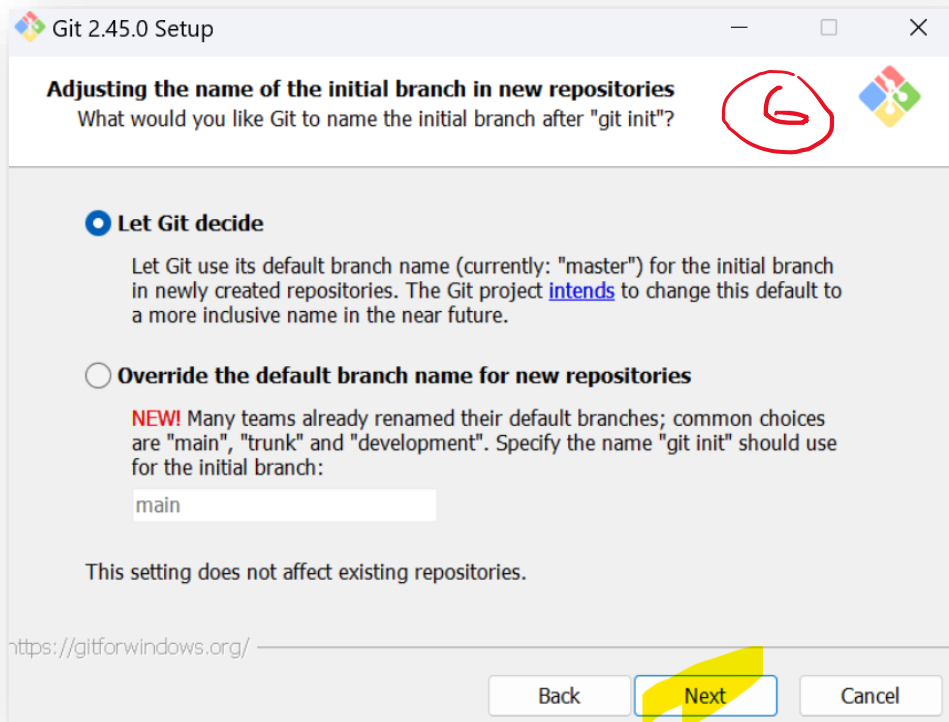 Git 2.45.0 Setup
Adjusting the name of the initial branch in new repositories
What would you like Git to name the initial branch after "git init"?
6
Let Git decide
Let Git use its default branch name (currently: "master") for the initial branch
in newly created repositories. The Git project intends to change this default to
a more inclusive name in the near future.
Override the default branch name for new repositories
NEW! Many teams already renamed their default branches; common choices
are "main", "trunk" and "development". Specify the name "git init" should use
for the initial branch:
main
This setting does not affect existing repositories.
https://gitforwindows.org/
Back Next Cancel